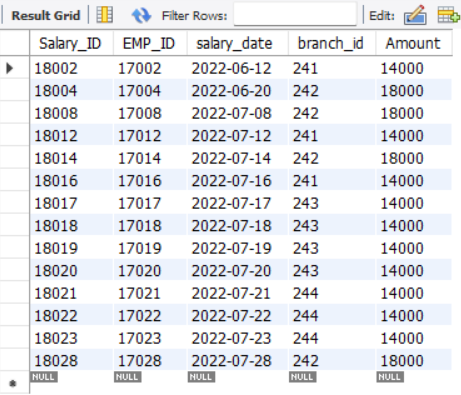 Result Grid Filter Rows: Edit:
Salary_ID EMP_ID salary_date branch_id Amount
18002 17002 2022-06-12 241 14000
18004 17004 2022-06-20 242 18000
18008 17008 2022-07-08 242 18000
18012 17012 2022-07-12 241 14000
18014 17014 2022-07-14 242 18000
18016 17016 2022-07-16 241 14000
18017 17017 2022-07-17 243 14000
18018 17018 2022-07-18 243 14000
18019 17019 2022-07-19 243 14000
18020 17020 2022-07-20 243 14000
18021 17021 2022-07-21 244 14000
18022 17022 2022-07-22 244 14000
18023 17023 2022-07-23 244 14000
18028 17028 2022-07-28 242 18000
NULL NULL NULL NULL NULL